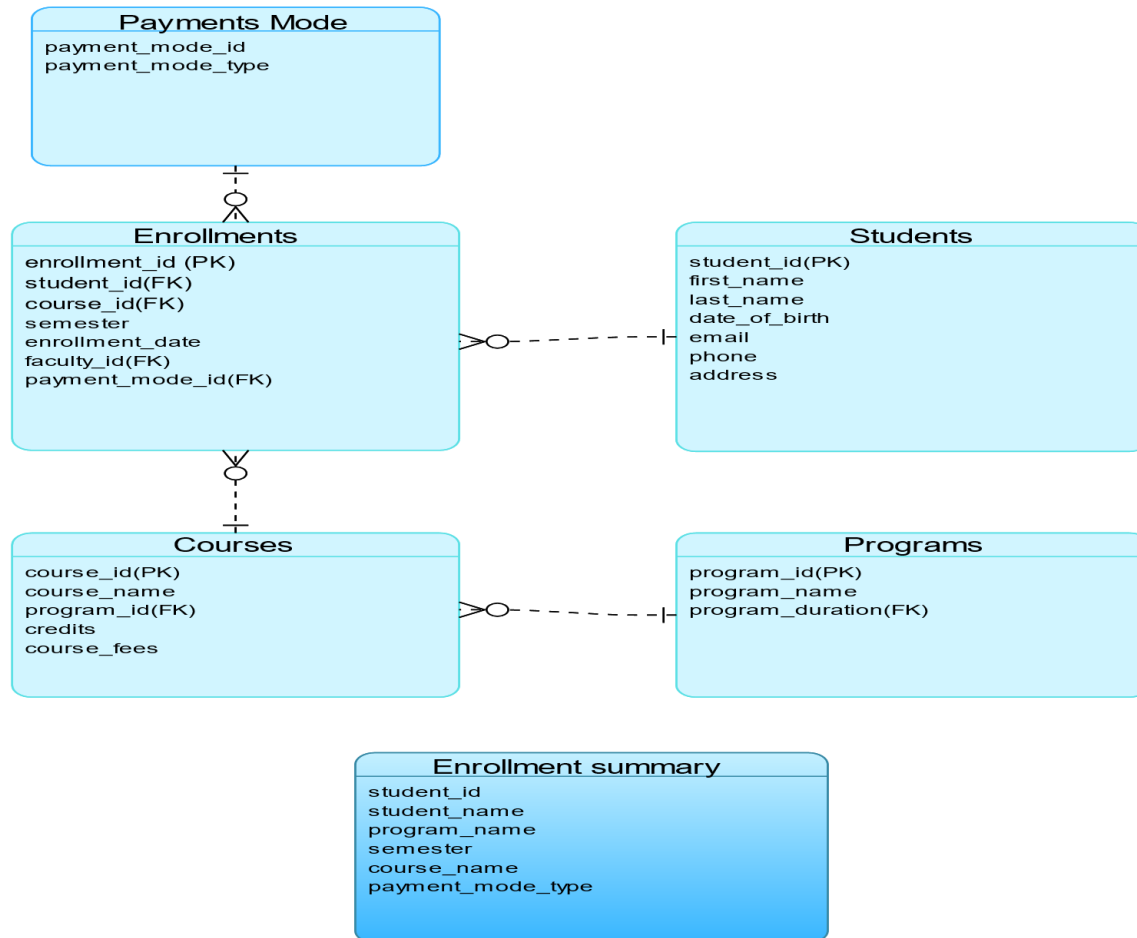 Payments Mode
payment_mode_id
payment_mode_type
Enrollments
enrollment_id (PK)
student_id(FK)
course_id(FK)
semester
enrollment_date
faculty_id(FK)
payment_mode_id(FK)
Students
student_id(PK)
first_name
last_name
date_of_birth
email
phone
address
Courses
course_id(PK)
course_name
program_id(FK)
credits
course_fees
Programs
program_id(PK)
program_name
program_duration(FK)
Enrollment summary
student_id
student_name
program_name
semester
course_name
payment_mode_type